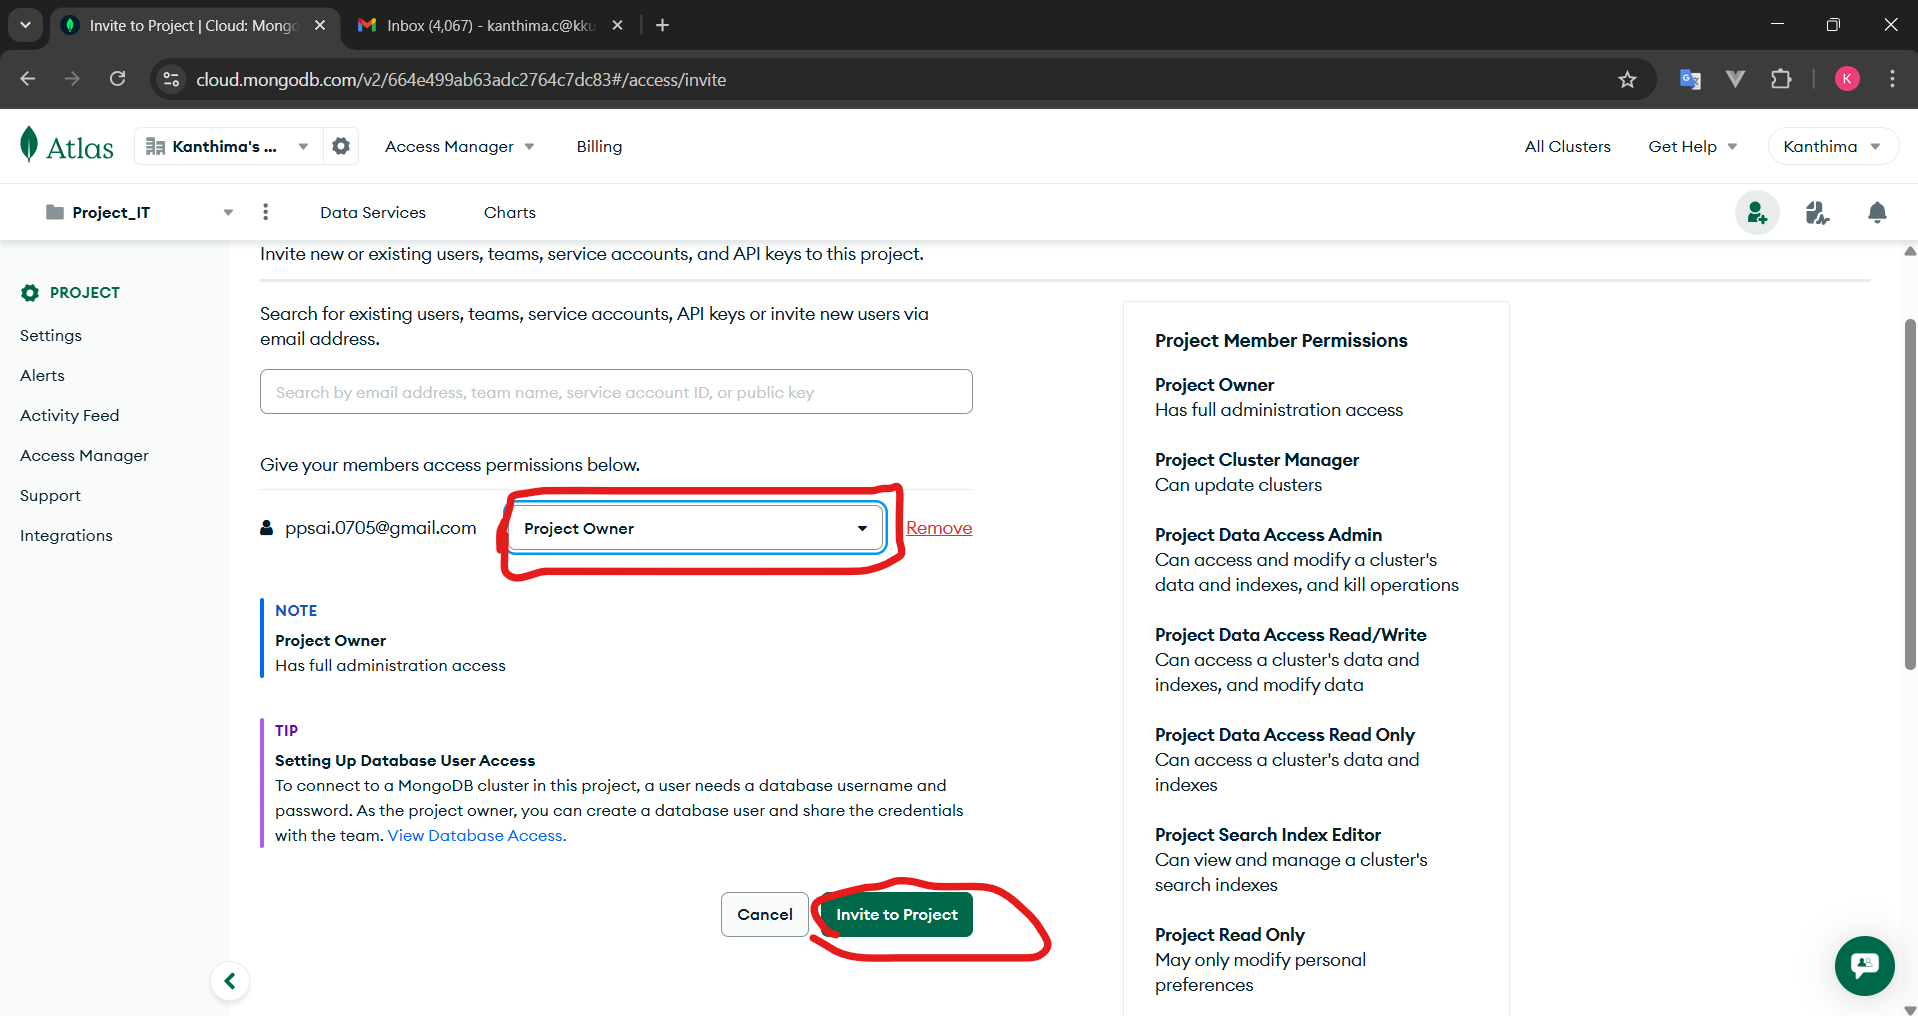 Invite to Project | Cloud: Mongo
Inbox (4,067) - kanthima.c@kku
cloud.mongodb.com/v2/664e499ab63adc2764c7dc83#/access/invite
K
Atlas
Kanthima's ...
Access Manager
Billing
All Clusters
Get Help
Kanthima
Project_IT
Data Services
Charts
PROJECT
Settings
Alerts
Activity Feed
Access Manager
Support
Integrations
Invite new or existing users, teams, service accounts, and API keys to this project.
Search for existing users, teams, service accounts, API keys or invite new users via
email address.
Search by email address, team name, service account ID, or public key
Give your members access permissions below.
ppsai.0705@gmail.com
Project Owner
Remove
NOTE
Project Owner
Has full administration access
TIP
Setting Up Database User Access
To connect to a MongoDB cluster in this project, a user needs a database username and
password. As the project owner, you can create a database user and share the credentials
with the team. View Database Access.
Cancel
Invite to Project
Project Member Permissions
Project Owner
Has full administration access
Project Cluster Manager
Can update clusters
Project Data Access Admin
Can access and modify a cluster's
data and indexes, and kill operations
Project Data Access Read/Write
Can access a cluster's data and
indexes, and modify data
Project Data Access Read Only
Can access a cluster's data and
indexes
Project Search Index Editor
Can view and manage a cluster's
search indexes
Project Read Only
May only modify personal
preferences